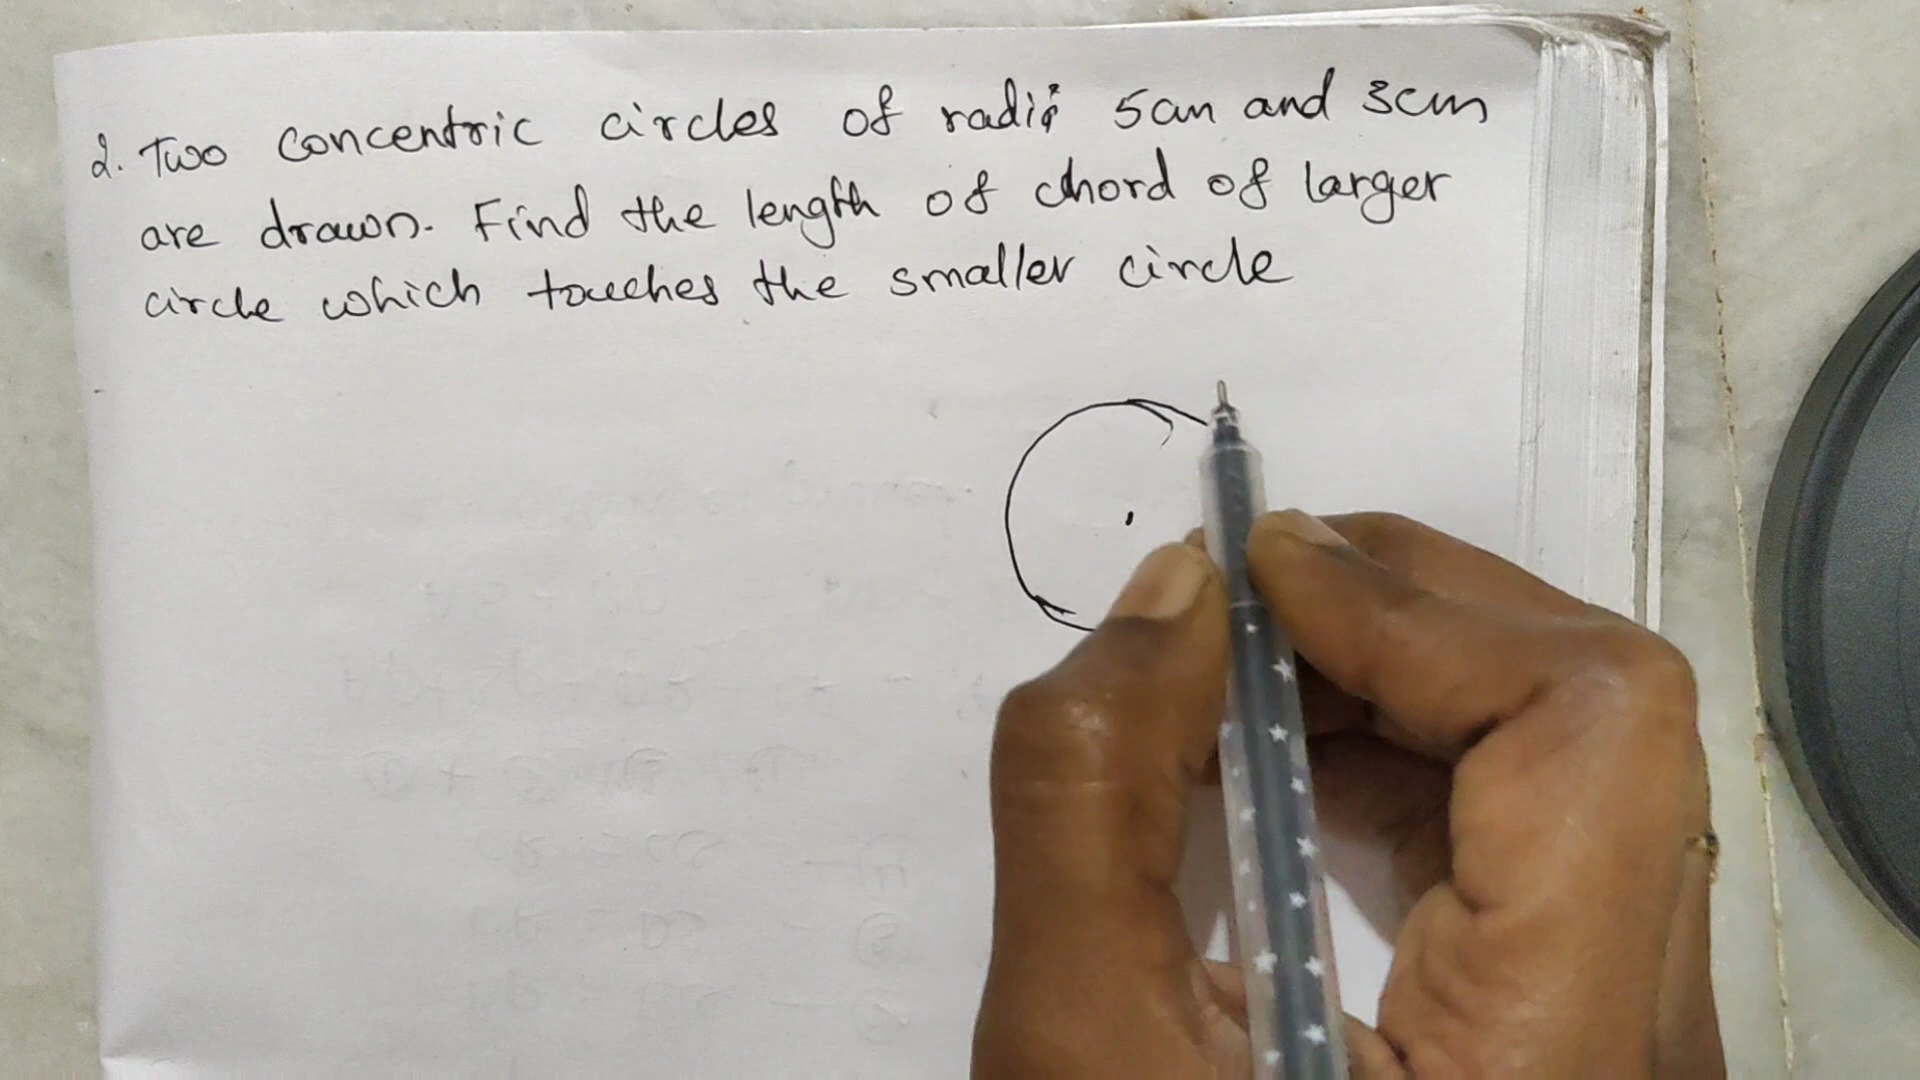 2. Two concentric circles of radii 5cm and 3cm
are drawn. Find the length of chord of larger
circle which touches the smaller circle